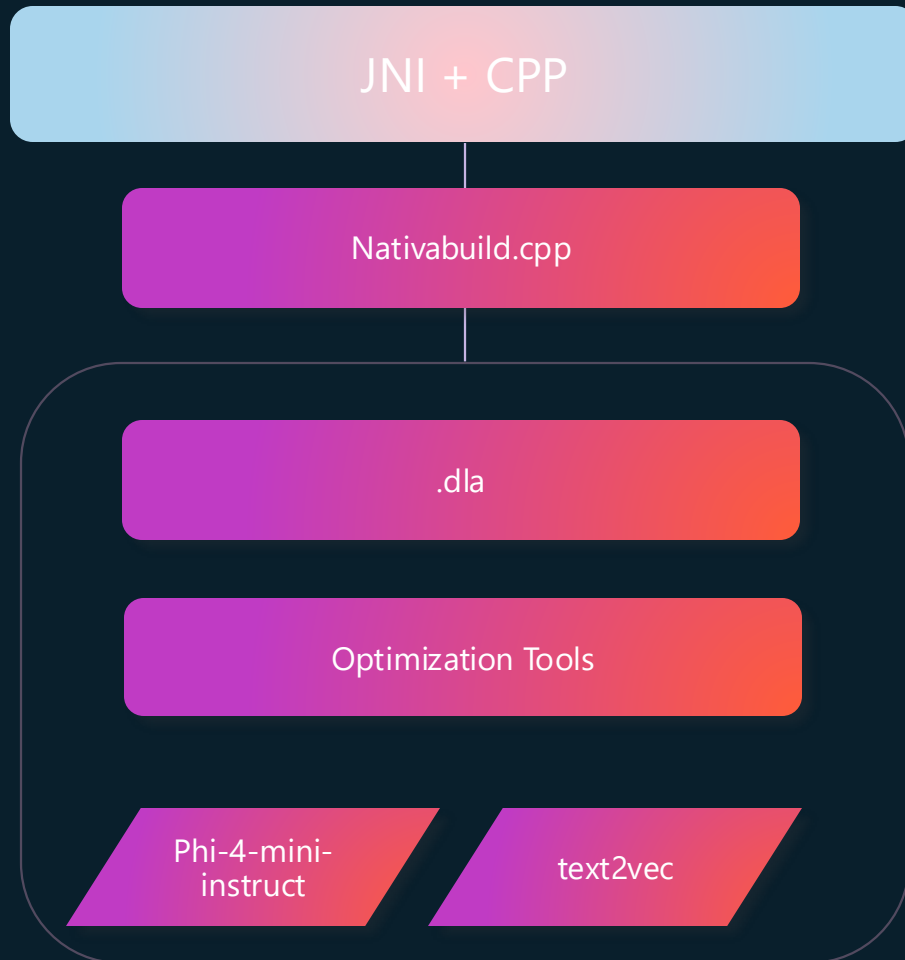 JNI + CPP
Nativabuild.cpp
.dla
Optimization Tools
Phi-4-mini-
instruct
text2vec